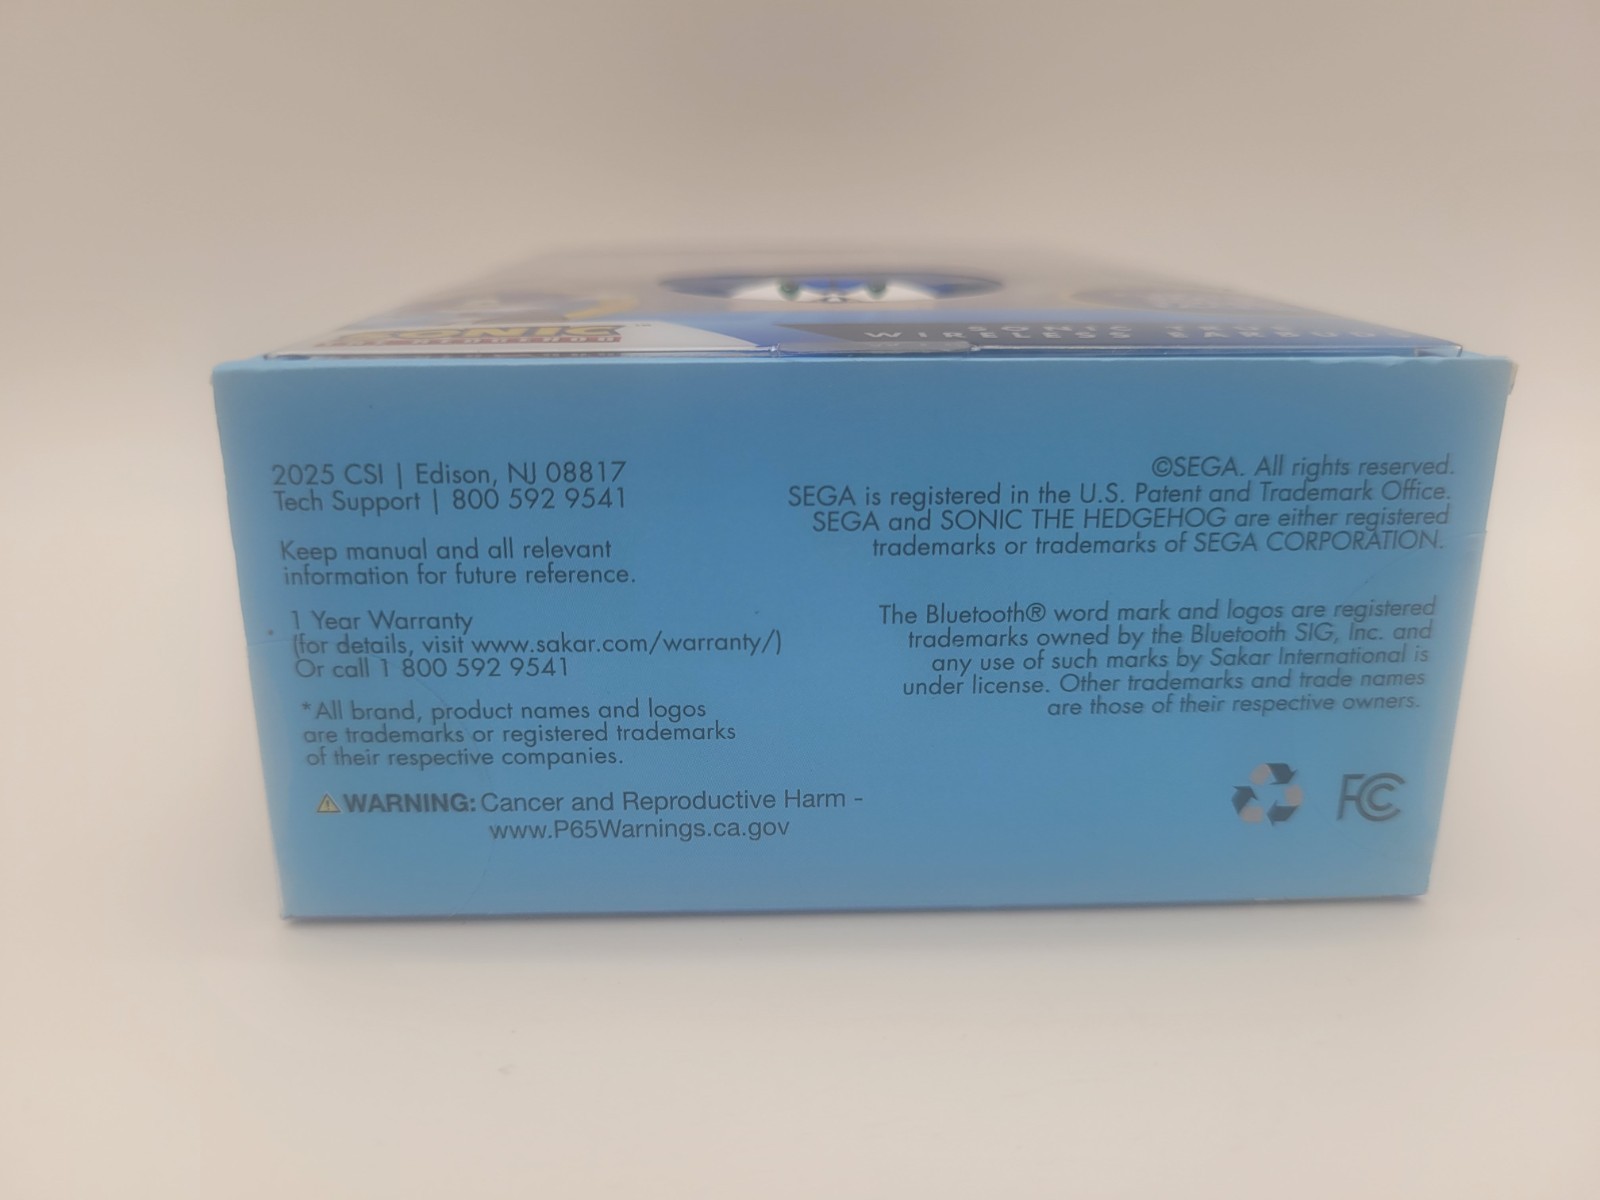 SONIC
THE HEDGEHOG
™
SONIC TRUE
WIRELESS EARBUDS
2025 CSI | Edison, NJ 08817
Tech Support | 800 592 9541
Keep manual and all relevant
information for future reference.
1 Year Warranty
(for details, visit www.sakar.com/warranty/)
Or call 1 800 592 9541
*All brand, product names and logos
are trademarks or registered trademarks
of their respective companies.
WARNING: Cancer and Reproductive Harm -
www.P65Warnings.ca.gov
©SEGA. All rights reserved.
SEGA is registered in the U.S. Patent and Trademark Office.
SEGA and SONIC THE HEDGEHOG are either registered
trademarks or trademarks of SEGA CORPORATION.
The Bluetooth® word mark and logos are registered
trademarks owned by the Bluetooth SIG, Inc. and
any use of such marks by Sakar International is
under license. Other trademarks and trade names
are those of their respective owners.
FC